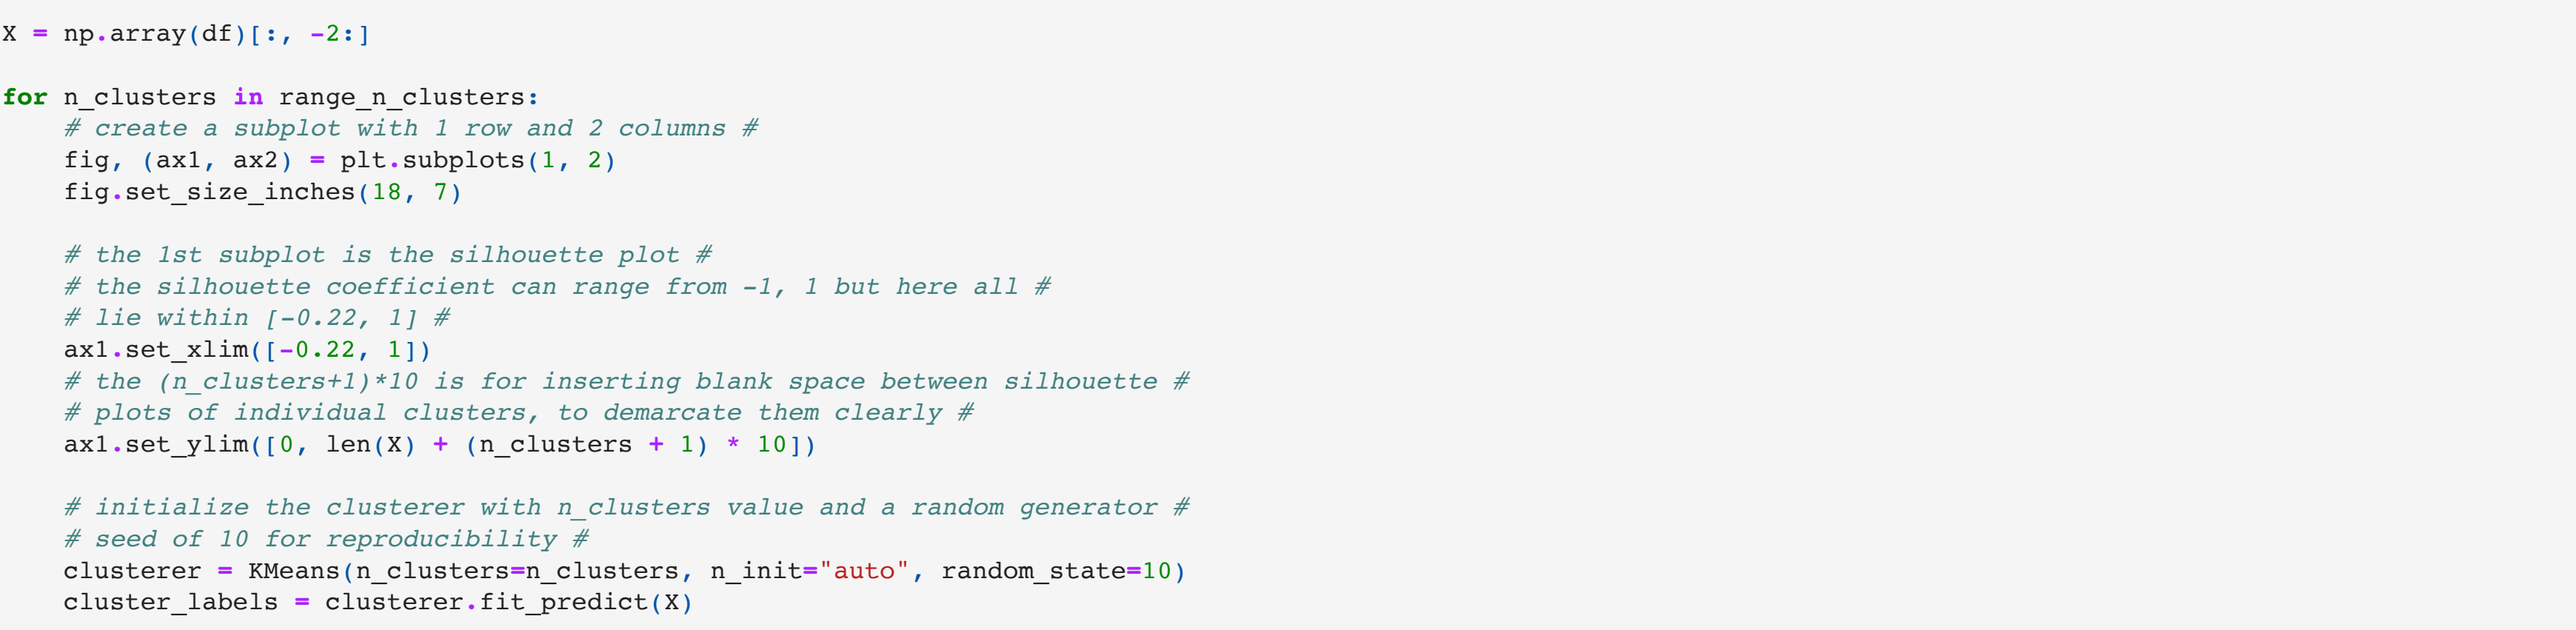 X = np.array(df)[:, -2:]

for n_clusters in range_n_clusters:
    # create a subplot with 1 row and 2 columns #
    fig, (ax1, ax2) = plt.subplots(1, 2)
    fig.set_size_inches(18, 7)

    # the 1st subplot is the silhouette plot #
    # the silhouette coefficient can range from -1, 1 but here all #
    # lie within [-0.22, 1] #
    ax1.set_xlim([-0.22, 1])
    # the (n_clusters+1)*10 is for inserting blank space between silhouette #
    # plots of individual clusters, to demarcate them clearly #
    ax1.set_ylim([0, len(X) + (n_clusters + 1) * 10])

    # initialize the clusterer with n_clusters value and a random generator #
    # seed of 10 for reproducibility #
    clusterer = KMeans(n_clusters=n_clusters, n_init="auto", random_state=10)
    cluster_labels = clusterer.fit_predict(X)